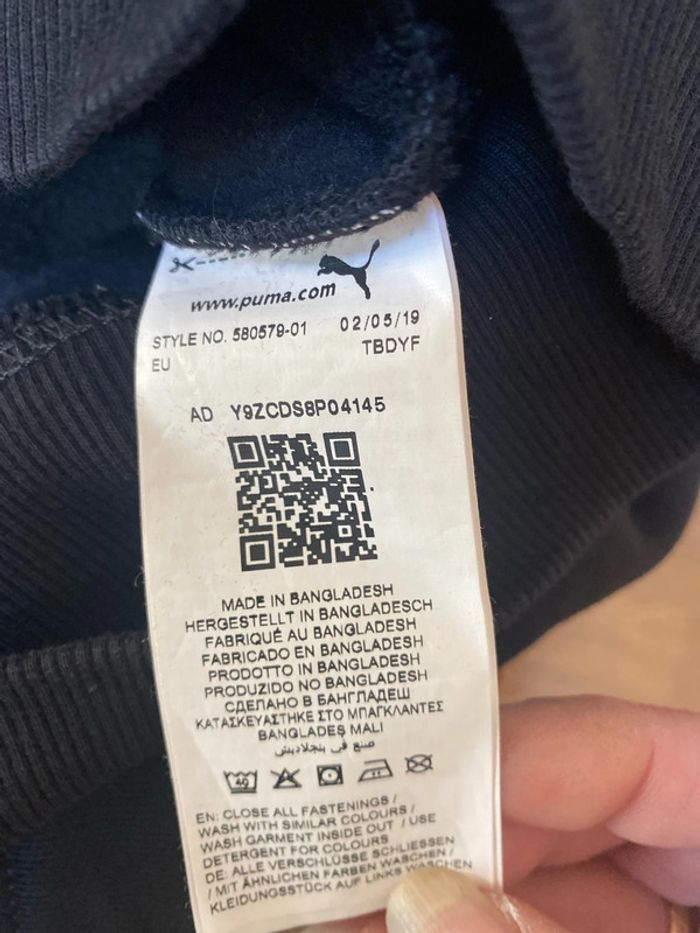 www.puma.com
STYLE NO. 580579-01 02/05/19
EU TBDYF
AD Y9ZCDS8P04145
MADE IN BANGLADESH
HERGESTELLT IN BANGLADESCH
FABRIQUÉ AU BANGLADESH
FABRICADO EN BANGLADESH
PRODOTTO IN BANGLADESH
PRODUZIDO NO BANGLADESH
СДЕЛАНО В БАНГЛАДЕШ
ΚΑΤΑΣΚΕΥΑΣΤΗΚΕ ΣΤΟ ΜΠΑΓΚΛΑΝΤΕΣ
BANGLADEŞ MALI
صنع في بنجلاديش
40
EN: CLOSE ALL FASTENINGS /
WASH WITH SIMILAR COLOURS /
WASH GARMENT INSIDE OUT / USE
DETERGENT FOR COLOURS
DE: ALLE VERSCHLÜSSE SCHLIESSEN
/ MIT ÄHNLICHEN FARBEN WASCHEN /
KLEIDUNGSSTÜCK AUF LINKS WASCHEN